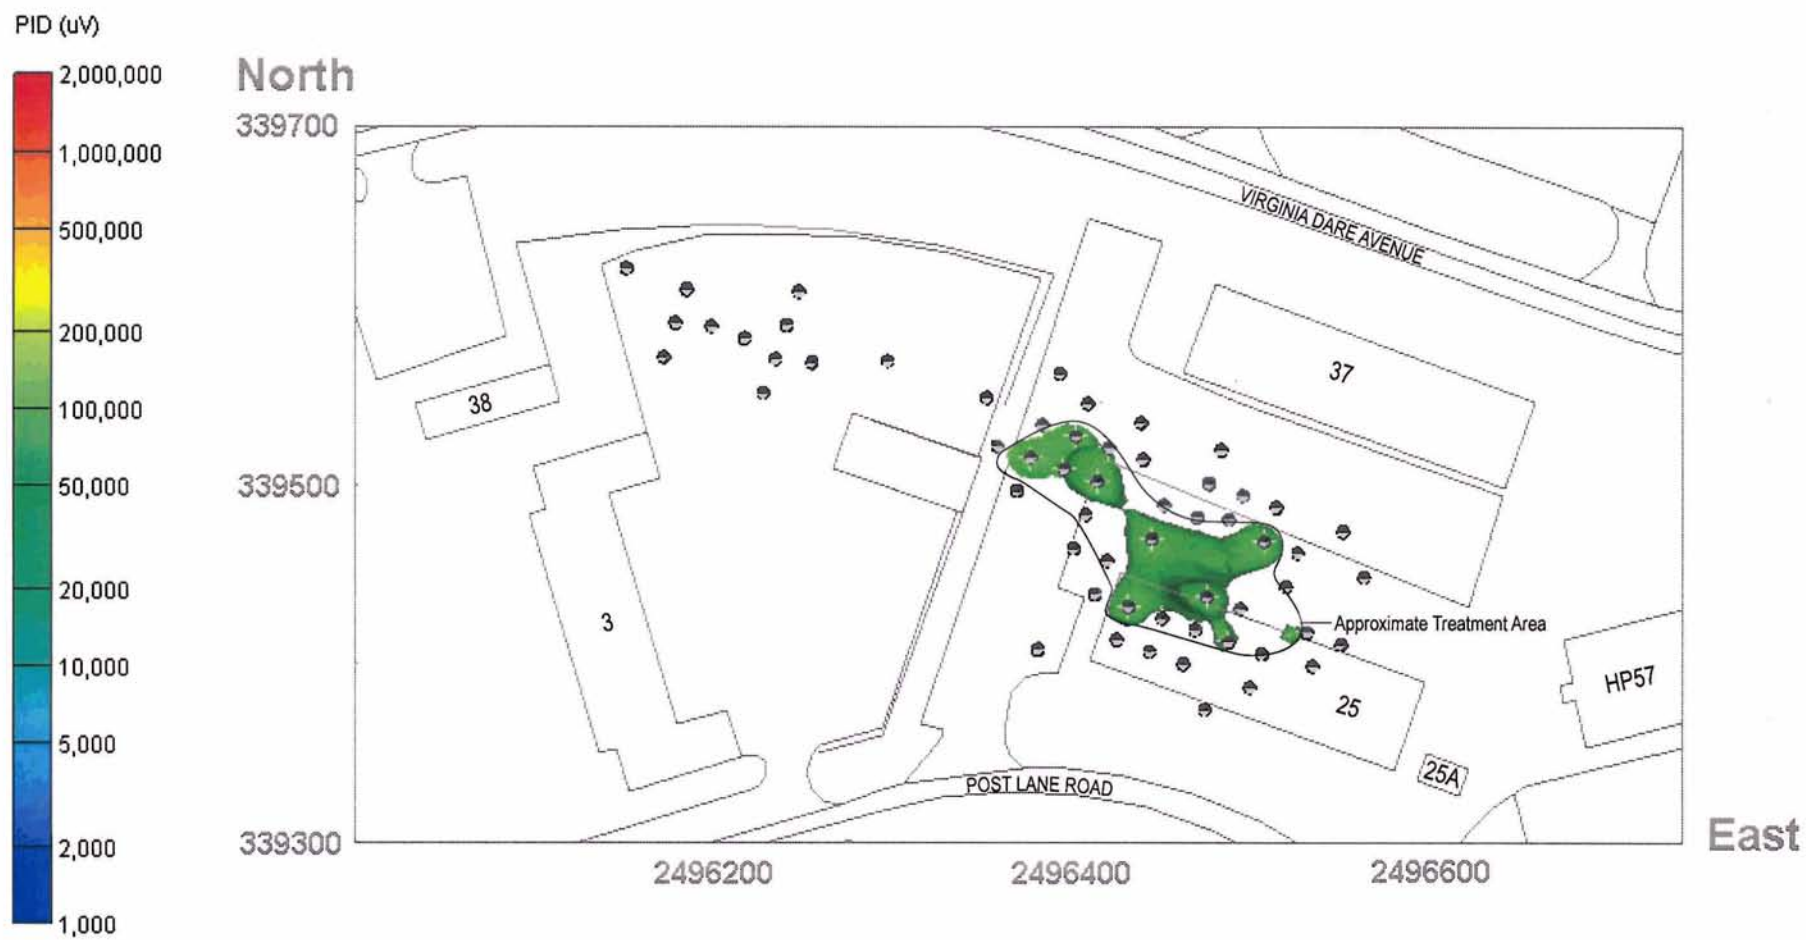 PID (uV)
2,000,000
1,000,000
500,000
200,000
100,000
50,000
20,000
10,000
5,000
2,000
1,000
North
339700
339500
339300
2496200
2496400
2496600
East
VIRGINIA DARE AVENUE
37
38
3
Approximate Treatment Area
HP57
25
25A
POST LANE ROAD